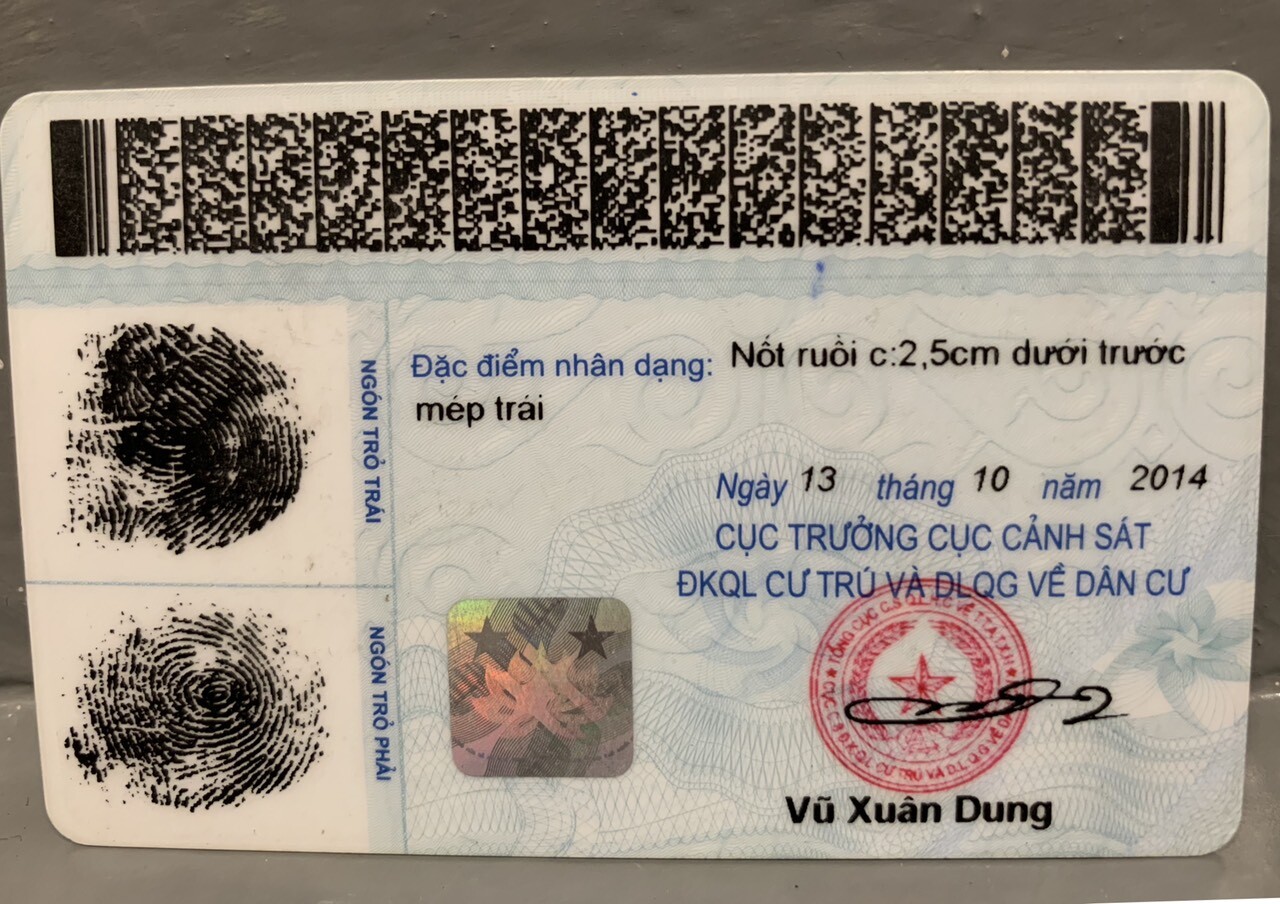 Đặc điểm nhân dạng: Nốt ruồi c:2,5cm dưới trước
mép trái
NGÓN TRỎ TRÁI
NGÓN TRỎ PHẢI
Ngày 13 tháng 10 năm 2014
CỤC TRƯỞNG CỤC CẢNH SÁT
ĐKQL CƯ TRÚ VÀ DLQG VỀ DÂN CƯ
Vũ Xuân Dung